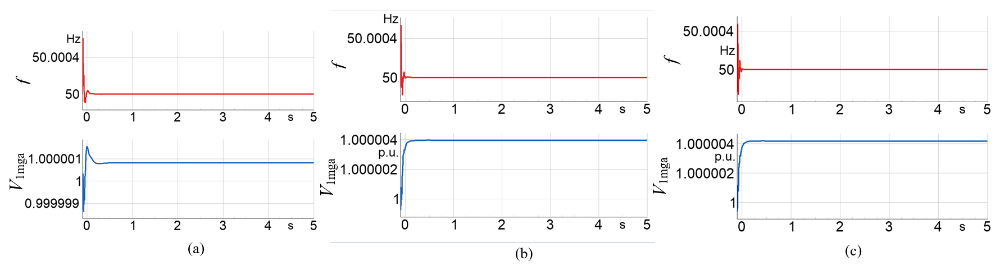 Hz
50.0004
f
50
0 1 2 3 4 s 5
1.000001
V1mga
1
0.999999
0 1 2 3 4 s 5
(a)
Hz
50.0004
f
50
0 1 2 3 4 s 5
1.000004
p.u.
1.000002
V1mga
1
0 1 2 3 4 s 5
(b)
50.0004
Hz
f
50
0 1 2 3 4 s 5
1.000004
p.u.
1.000002
V1mga
1
0 1 2 3 4 s 5
(c)